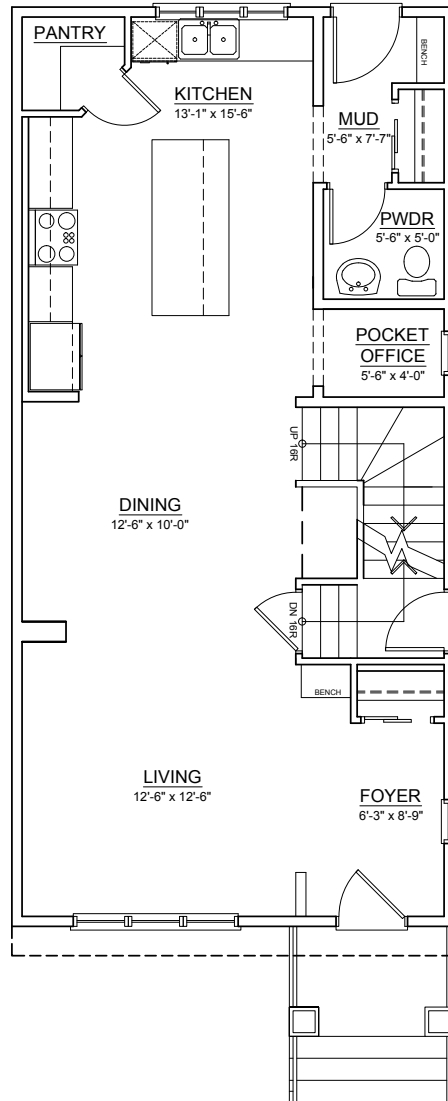 PANTRY
BENCH
KITCHEN
13'-1" x 15'-6"
MUD
5'-6" x 7'-7"
PWDR
5'-6" x 5'-0"
POCKET
OFFICE
5'-6" x 4'-0"
UP 16R
DINING
12'-6" x 10'-0"
DN 16R
BENCH
LIVING
12'-6" x 12'-6"
FOYER
6'-3" x 8'-9"